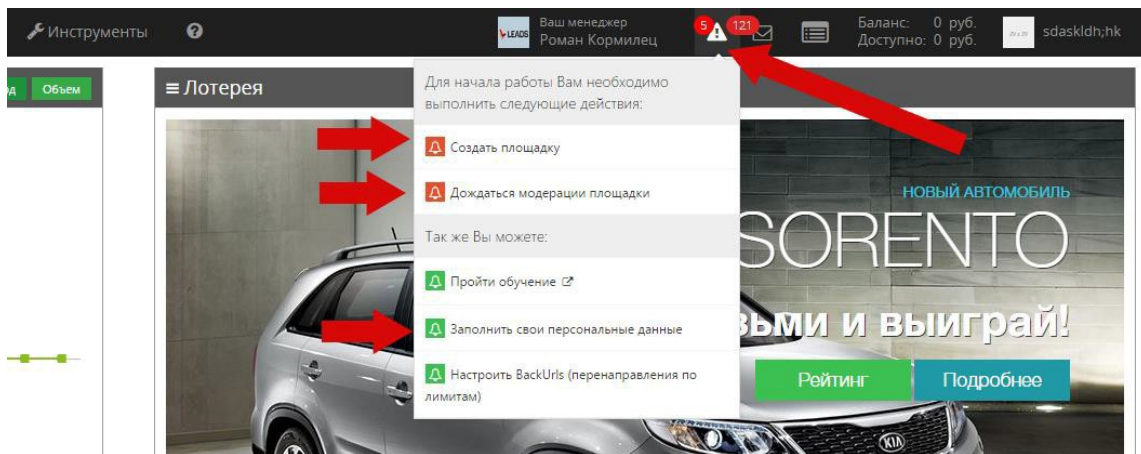 Инструменты
LEADS
Ваш менеджер
Роман Кормилец
5
121
Баланс: 0 руб.
Доступно: 0 руб.
sdaskldh;hk
Объем
Лотерея
Для начала работы Вам необходимо
выполнить следующие действия:
Создать площадку
Дождаться модерации площадки
Так же Вы можете:
Пройти обучение
Заполнить свои персональные данные
Настроить BackUrls (перенаправления по
лимитам)
НОВЫЙ АВТОМОБИЛЬ
SORENTO
и выиграй!
Рейтинг
Подробнее
KIA